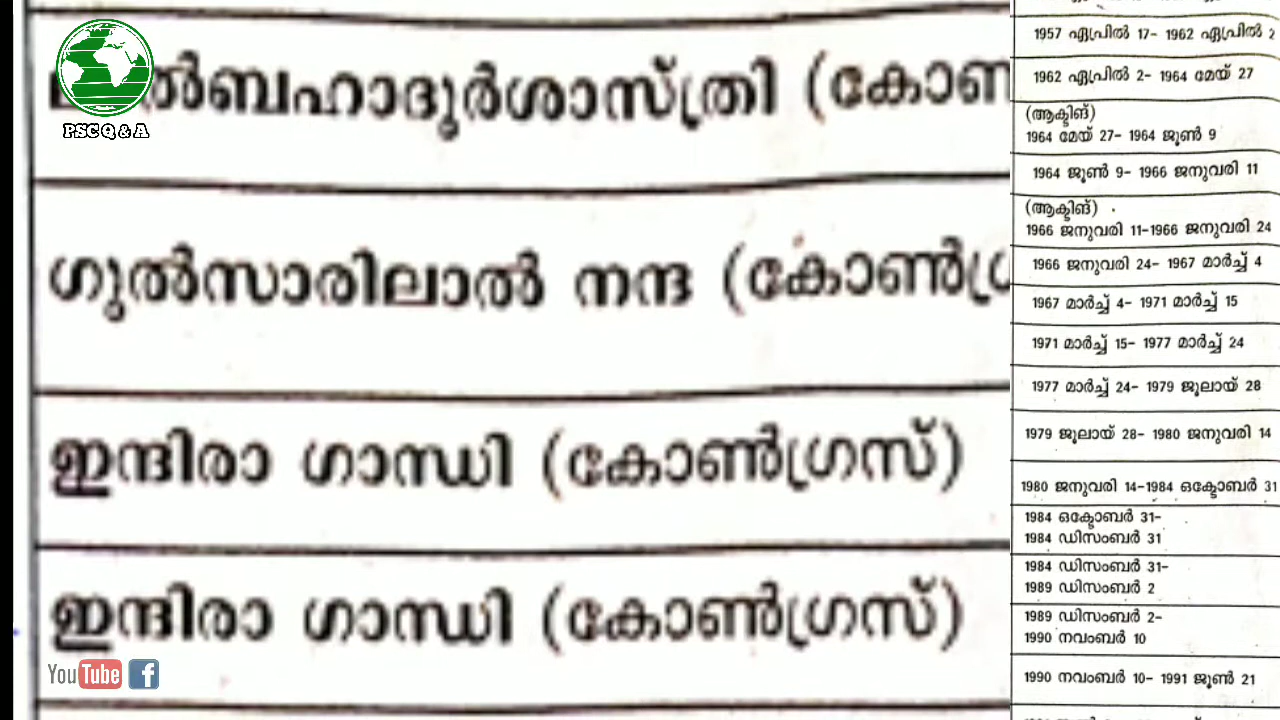 PSC Q & A
ബഹാദൂർശാസ്ത്രി (കോൺ
ഗുൽസാരിലാൽ നന്ദ (കോൺഗ്ര
ഇന്ദിരാ ഗാന്ധി (കോൺഗ്രസ്)
ഇന്ദിരാ ഗാന്ധി (കോൺഗ്രസ്)
YouTube f
1957 ഏപ്രിൽ 17- 1962 ഏപ്രിൽ 2
1962 ഏപ്രിൽ 2- 1964 മേയ് 27
(ആക്ടിങ്)
1964 മേയ് 27- 1964 ജൂൺ 9
1964 ജൂൺ 9- 1966 ജനുവരി 11
(ആക്ടിങ്)
1966 ജനുവരി 11-1966 ജനുവരി 24
1966 ജനുവരി 24- 1967 മാർച്ച് 4
1967 മാർച്ച് 4- 1971 മാർച്ച് 15
1971 മാർച്ച് 15- 1977 മാർച്ച് 24
1977 മാർച്ച് 24- 1979 ജൂലായ് 28
1979 ജൂലായ് 28- 1980 ജനുവരി 14
1980 ജനുവരി 14-1984 ഒക്ടോബർ 31
1984 ഒക്ടോബർ 31-
1984 ഡിസംബർ 31
1984 ഡിസംബർ 31-
1989 ഡിസംബർ 2
1989 ഡിസംബർ 2-
1990 നവംബർ 10
1990 നവംബർ 10- 1991 ജൂൺ 21